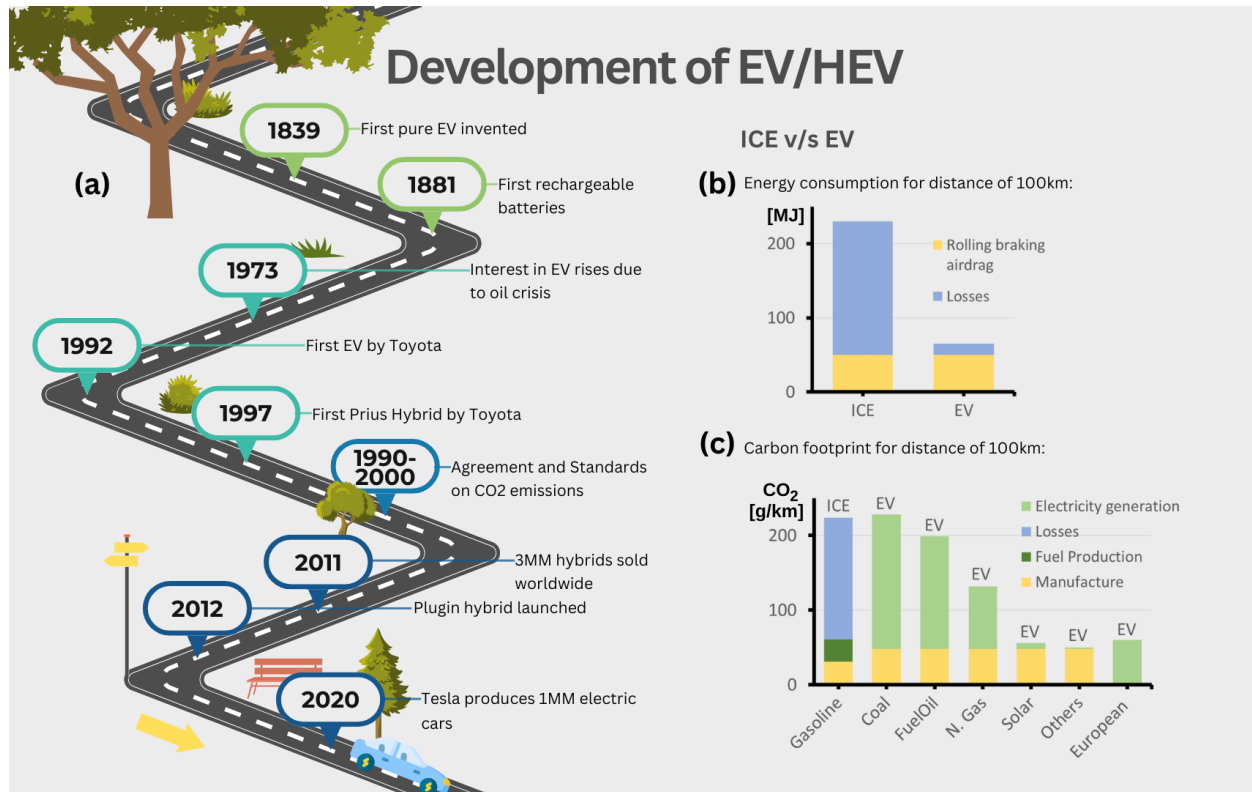 Development of EV/HEV
(a)
1839
First pure EV invented
1881
First rechargeable
batteries
1973
Interest in EV rises due
to oil crisis
1992
First EV by Toyota
1997
First Prius Hybrid by Toyota
1990-
2000
Agreement and Standards
on CO2 emissions
2011
3MM hybrids sold
worldwide
2012
Plugin hybrid launched
2020
Tesla produces 1MM electric
cars
ICE v/s EV
(b) Energy consumption for distance of 100km:
[MJ]
200
100
0
Rolling braking
airdrag
Losses
ICE EV
(c) Carbon footprint for distance of 100km:
CO₂
[g/km]
200
100
0
ICE EV EV EV EV EV EV
Electricity generation
Losses
Fuel Production
Manufacture
Gasoline Coal FuelOil N. Gas Solar Others European